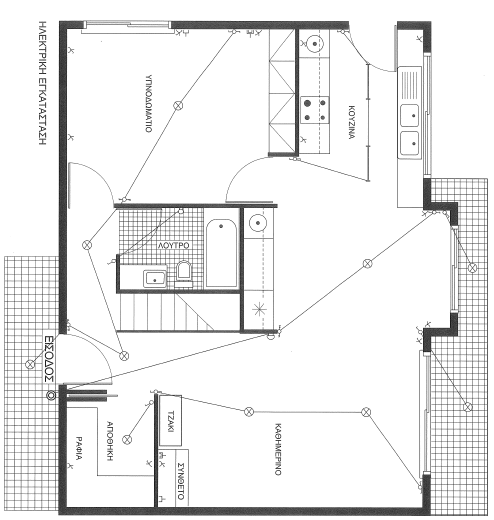 ΗΛΕΚΤΡΙΚΗ ΕΓΚΑΤΑΣΤΑΣΗ
ΥΠΝΟΔΩΜΑΤΙΟ
ΚΟΥΖΙΝΑ
ΛΟΥΤΡΟ
ΕΙΣΟΔΟΣ
ΑΠΟΘΗΚΗ
ΡΑΦΙΑ
ΤΖΑΚΙ
ΣΥΝΘΕΤΟ
ΚΑΘΗΜΕΡΙΝΟ